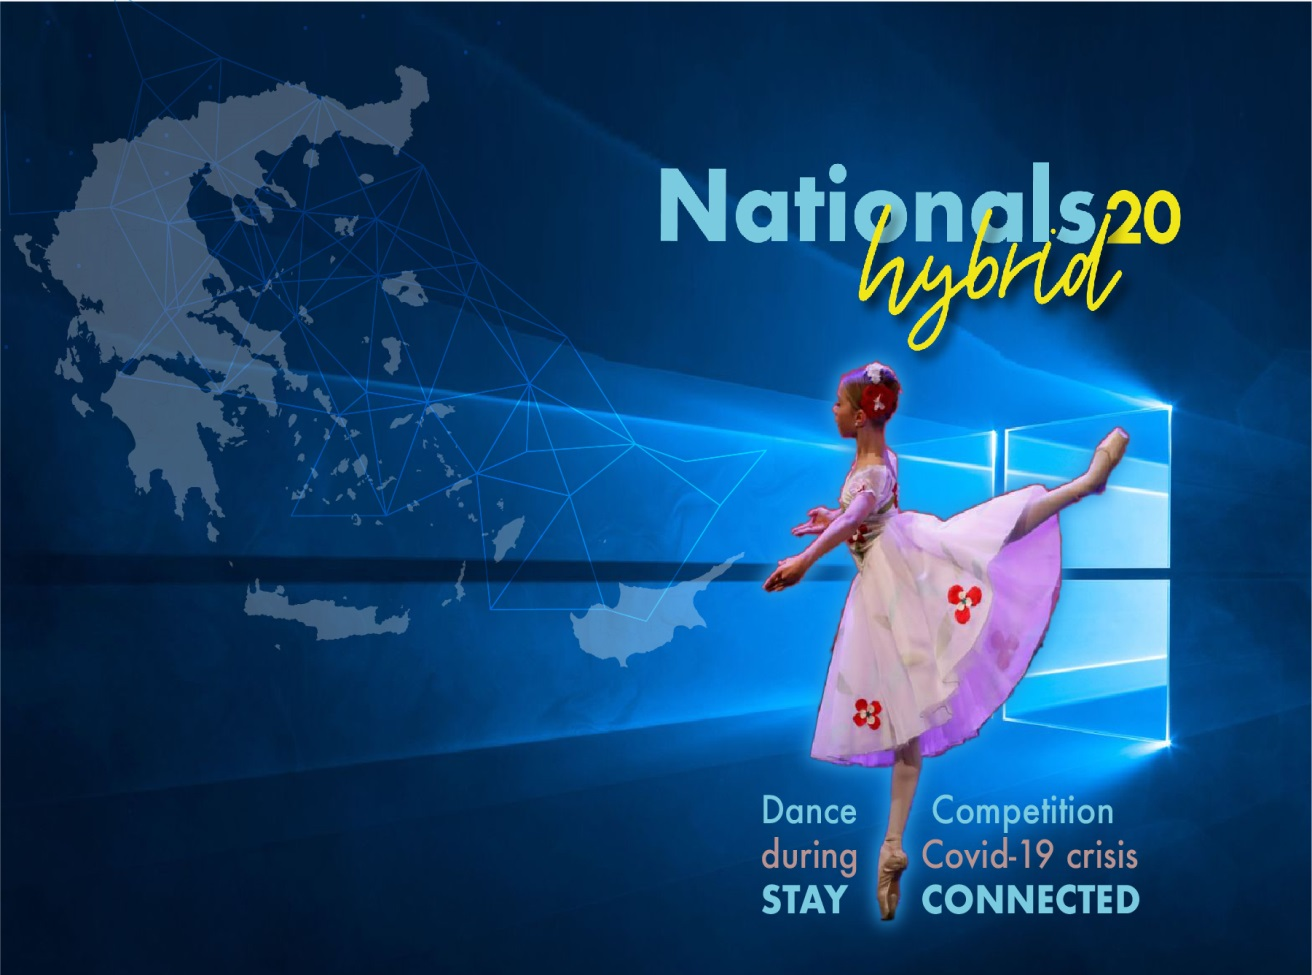 Nationals20
hybrid
Dance Competition
during Covid-19 crisis
STAY CONNECTED